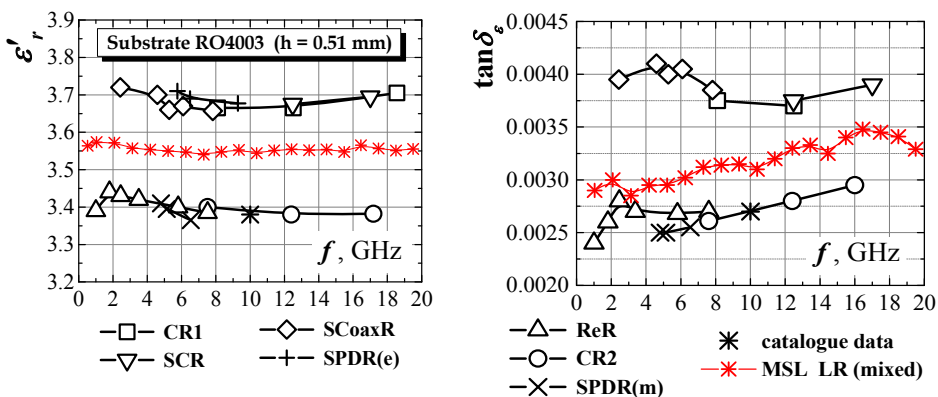 ε′r
Substrate RO4003 (h = 0.51 mm)
3.9
3.8
3.7
3.6
3.5
3.4
3.3
3.2
f , GHz
0 2 4 6 8 10 12 14 16 18 20
CR1
SCoaxR
SCR
SPDR(e)
tanδε
0.0045
0.0040
0.0035
0.0030
0.0025
0.0020
f , GHz
0 2 4 6 8 10 12 14 16 18 20
ReR
catalogue data
CR2
MSL LR (mixed)
SPDR(m)